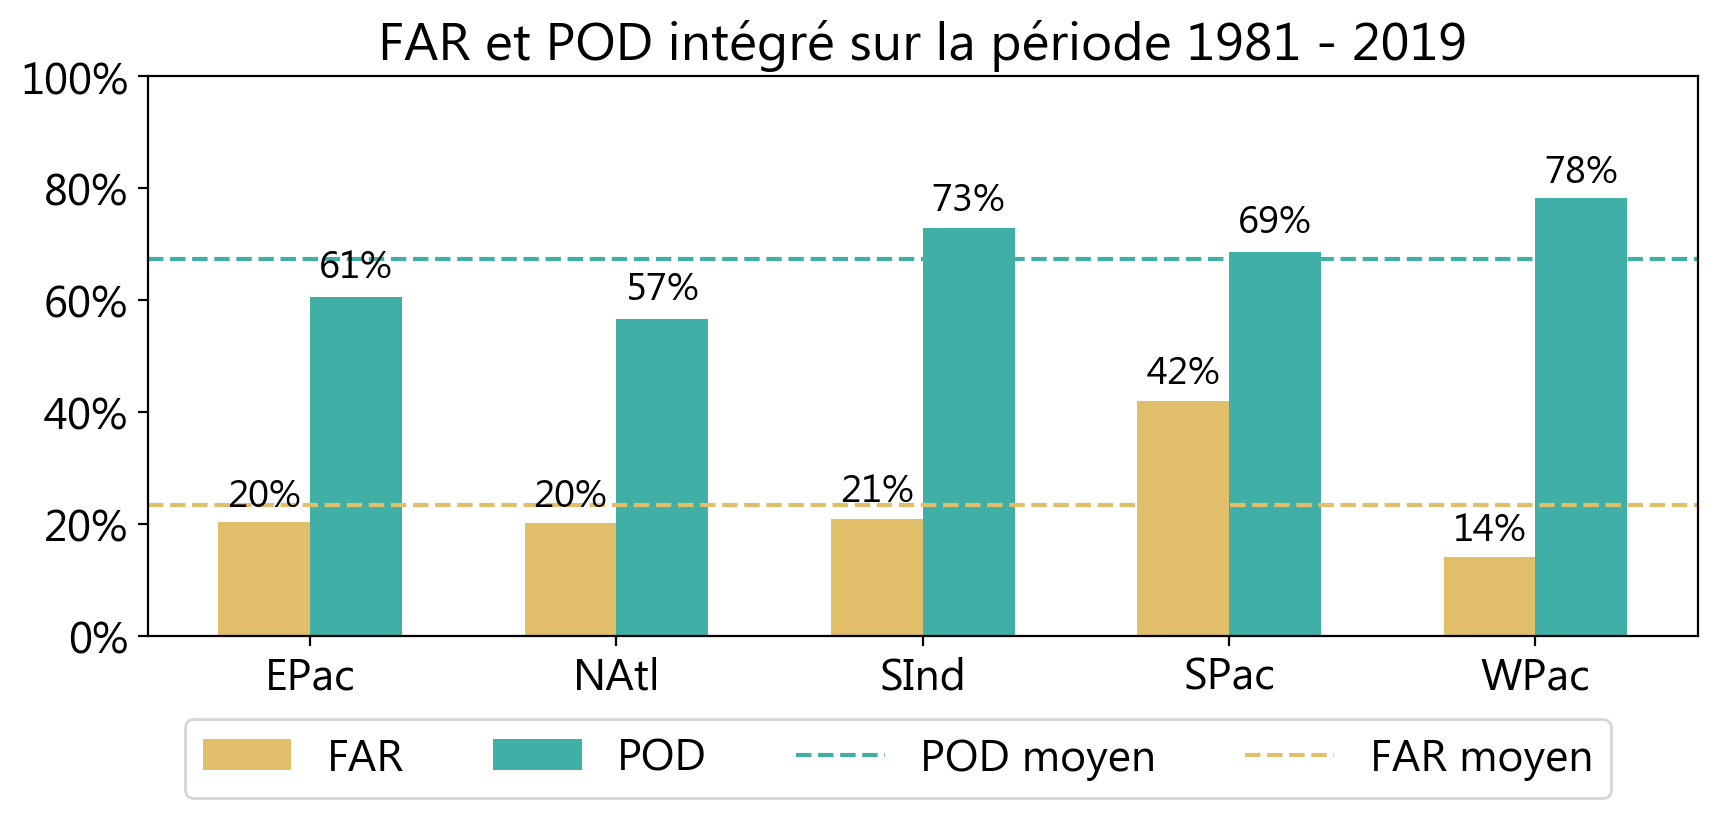 FAR et POD intégré sur la période 1981 - 2019
100%
80%
60%
40%
20%
0%
20%
61%
20%
57%
21%
73%
42%
69%
14%
78%
EPac
NAtl
SInd
SPac
WPac
FAR
POD
POD moyen
FAR moyen